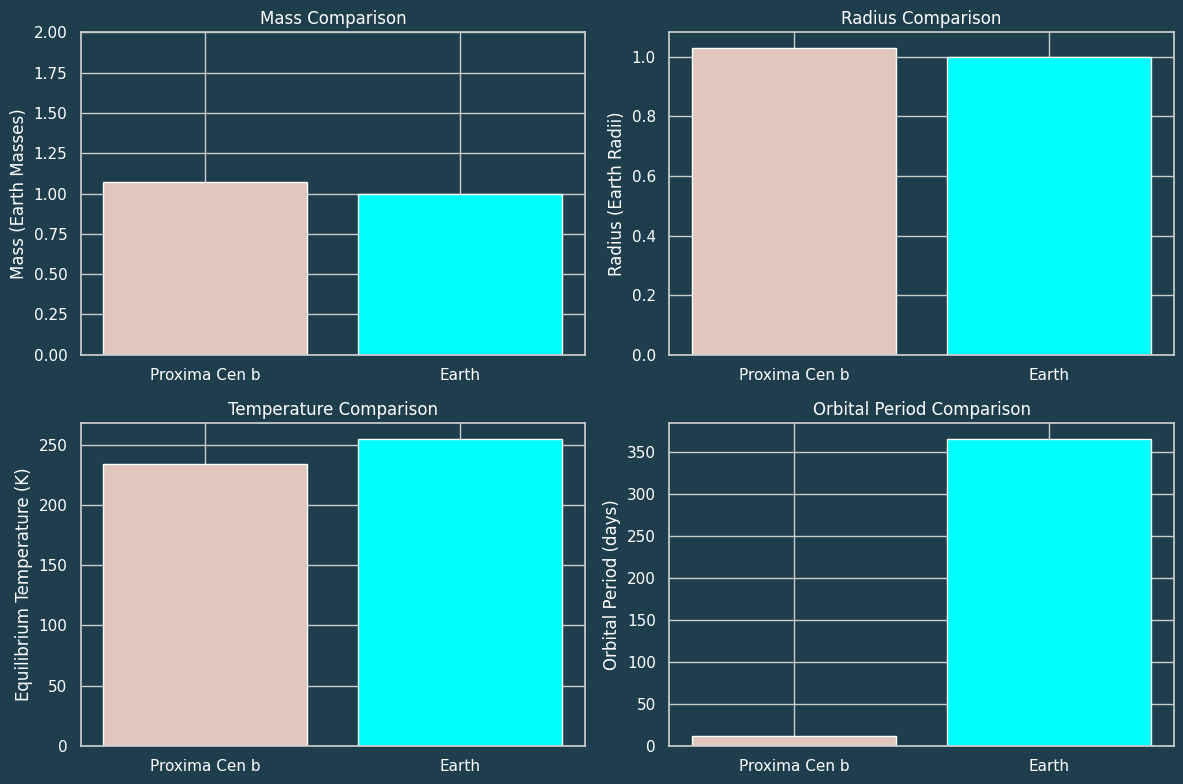 Mass Comparison
Mass (Earth Masses)
2.00
1.75
1.50
1.25
1.00
0.75
0.50
0.25
0.00
Proxima Cen b Earth
Radius Comparison
Radius (Earth Radii)
1.0
0.8
0.6
0.4
0.2
0.0
Proxima Cen b Earth
Temperature Comparison
Equilibrium Temperature (K)
250
200
150
100
50
0
Proxima Cen b Earth
Orbital Period Comparison
Orbital Period (days)
350
300
250
200
150
100
50
0
Proxima Cen b Earth